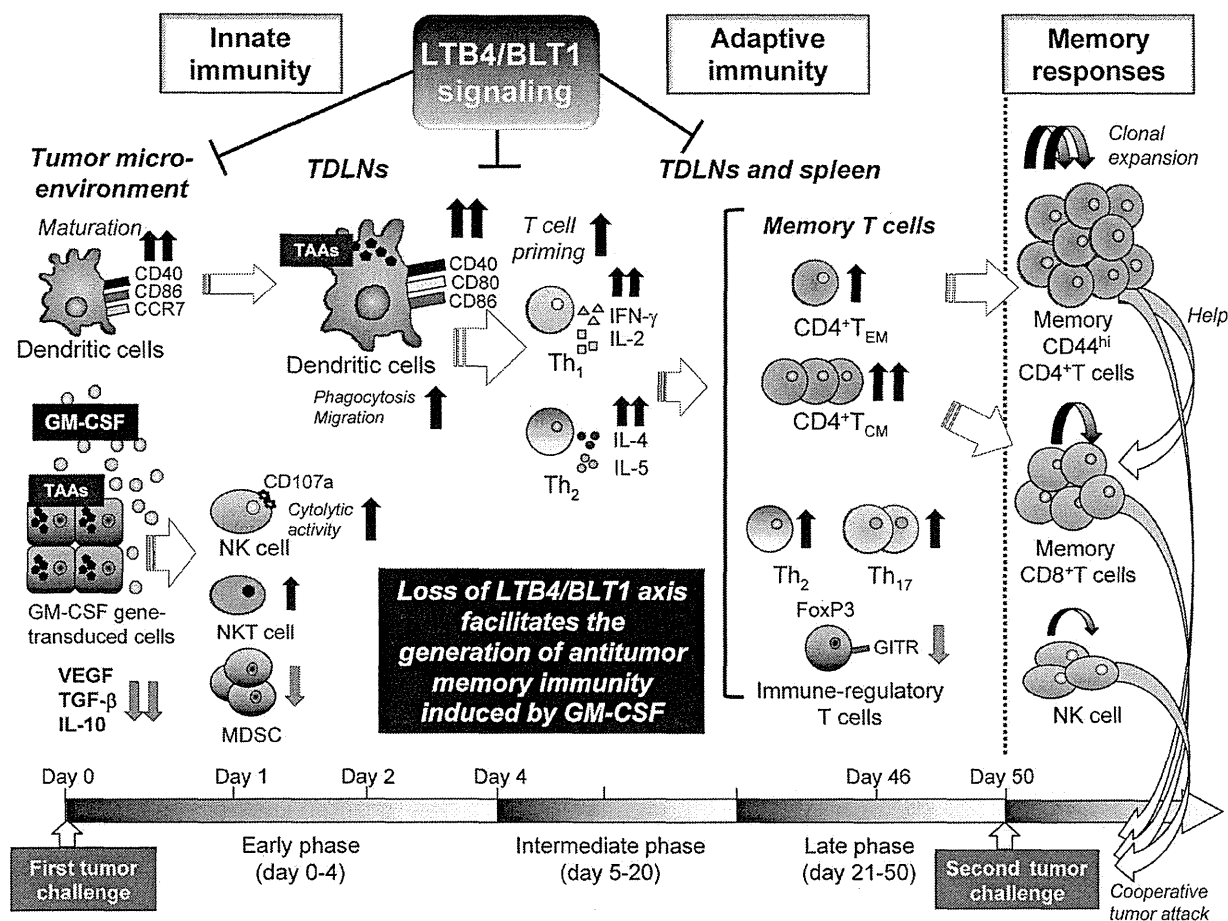 Innate
immunity
LTB4/BLT1
signaling
Adaptive
immunity
Memory
responses
Tumor micro-
environment
TDLNs
TDLNs and spleen
Clonal
expansion
Maturation
CD40
CD86
CCR7
Dendritic cells
TAAs
CD40
CD80
CD86
Dendritic cells
Phagocytosis
Migration
T cell
priming
IFN-γ
IL-2
Th1
IL-4
IL-5
Th2
Memory T cells
CD4+TEM
CD4+TCM
Th2
Th17
FoxP3
GITR
Immune-regulatory
T cells
Memory
CD44hi
CD4+T cells
Help
Memory
CD8+T cells
NK cell
GM-CSF
TAAs
GM-CSF gene-
transduced cells
VEGF
TGF-β
IL-10
CD107a
Cytolytic
activity
NK cell
NKT cell
MDSC
Loss of LTB4/BLT1 axis
facilitates the
generation of antitumor
memory immunity
induced by GM-CSF
Day 0
Day 1
Day 2
Day 4
Day 46
Day 50
First tumor
challenge
Early phase
(day 0-4)
Intermediate phase
(day 5-20)
Late phase
(day 21-50)
Second tumor
challenge
Cooperative
tumor attack